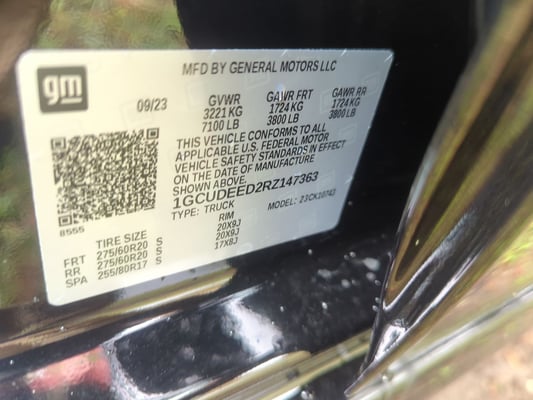 gm
MFD BY GENERAL MOTORS LLC
09/23 GVWR GAWR FRT GAWR RR
3221 KG 1724 KG 1724 KG
7100 LB 3800 LB 3800 LB
THIS VEHICLE CONFORMS TO ALL
APPLICABLE U.S. FEDERAL MOTOR
VEHICLE SAFETY STANDARDS IN EFFECT
ON THE DATE OF MANUFACTURE
SHOWN ABOVE.
1GCUDEED2RZ147363
TYPE: TRUCK MODEL: 23CK10743
8555
TIRE SIZE RIM
FRT 275/60R20 S 20X9J
RR 275/60R20 S 20X9J
SPA 255/80R17 S 17X8J